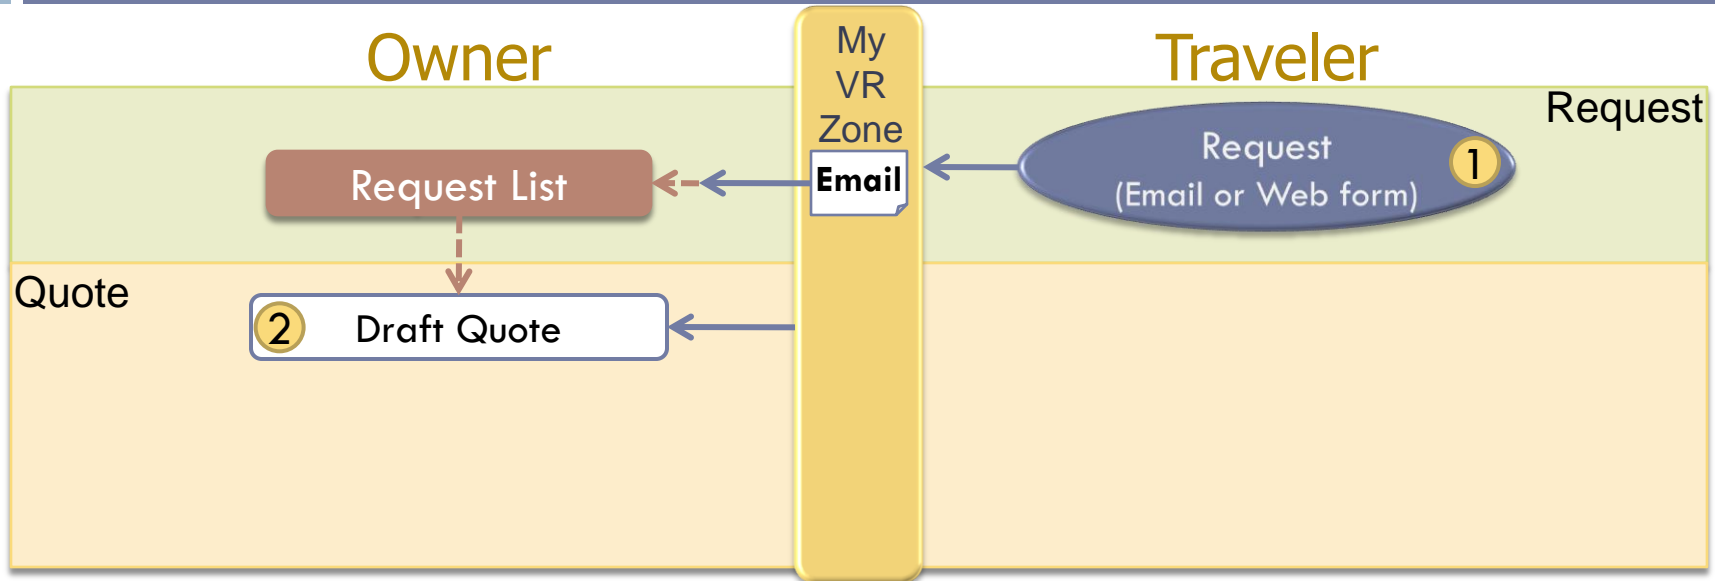 Owner
My
VR
Zone
Traveler
Request
Request
(Email or Web form)
1
Email
Request List
Quote
2
Draft Quote